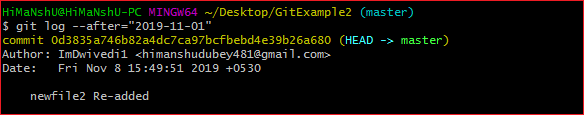 HiMaNshU@HiMaNshU-PC MINGW64 ~/Desktop/GitExample2 (master)
$ git log --after="2019-11-01"
commit 0d3835a746b82a4dc7ca97bcfbebd4e39b26a680 (HEAD -> master)
Author: ImDwivedi1 <himanshudubey481@gmail.com>
Date:   Fri Nov 8 15:49:51 2019 +0530
newfile2 Re-added